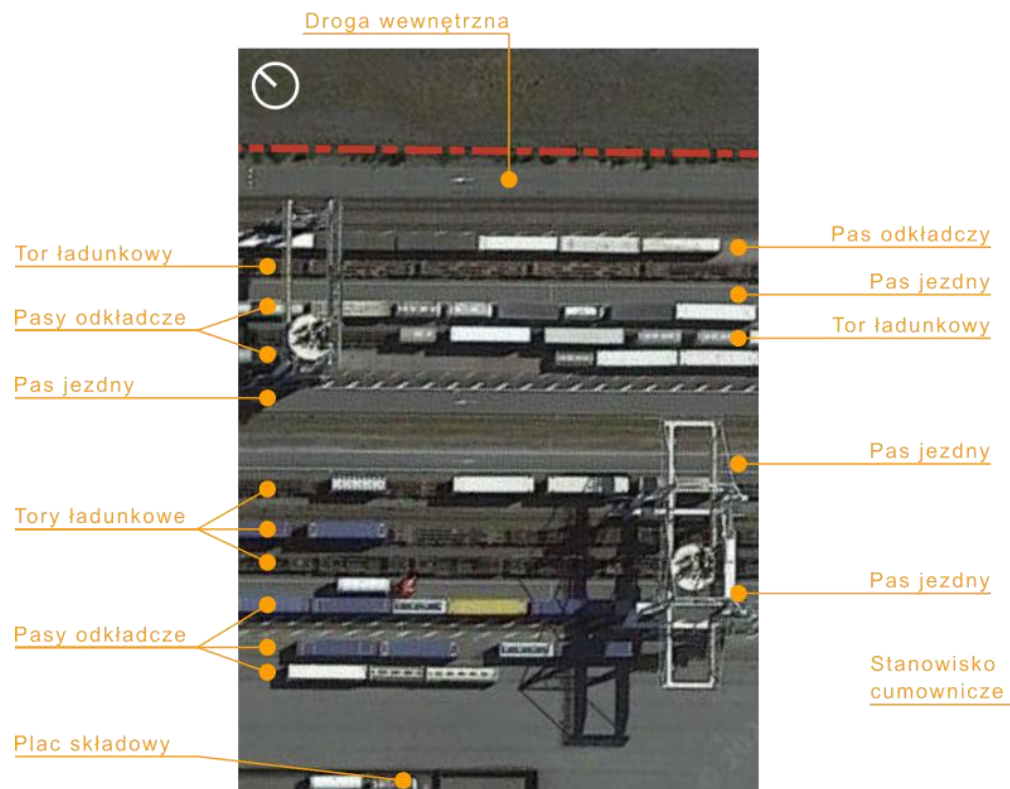 Droga wewnętrzna
Tor ładunkowy
Pasy odkładcze
Pas jezdny
Tory ładunkowe
Pasy odkładcze
Plac składowy
Pas odkładczy
Pas jezdny
Tor ładunkowy
Pas jezdny
Pas jezdny
Stanowisko
cumownicze